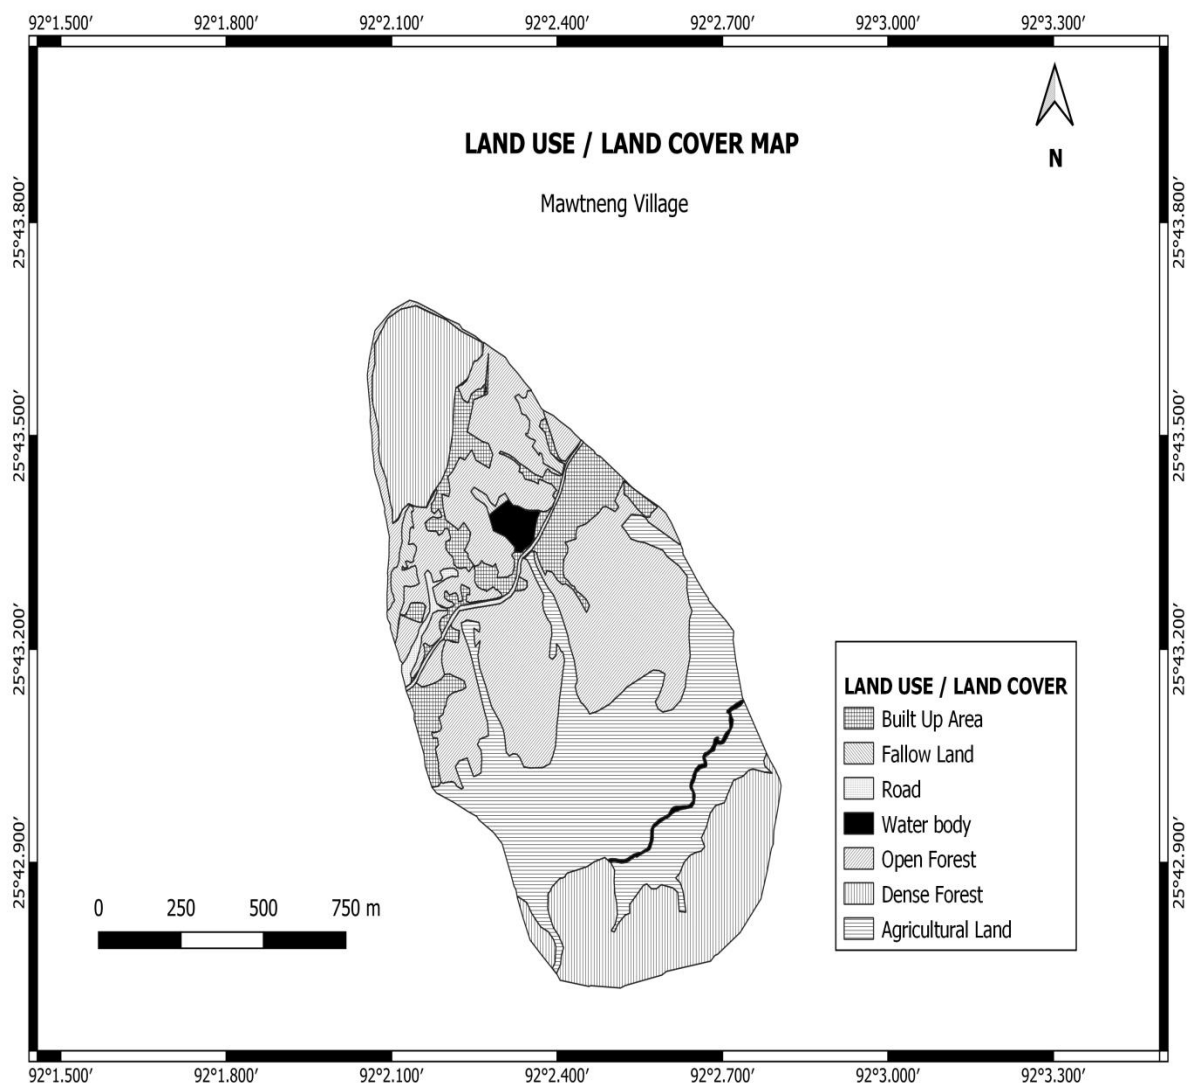 92°1.500' 92°1.800' 92°2.100' 92°2.400' 92°2.700' 92°3.000' 92°3.300'
N
LAND USE / LAND COVER MAP
Mawtneng Village
25°43.800' 25°43.800'
25°43.500' 25°43.500'
25°43.200' 25°43.200'
25°42.900' 25°42.900'
LAND USE / LAND COVER
Built Up Area
Fallow Land
Road
Water body
Open Forest
Dense Forest
Agricultural Land
0 250 500 750 m
92°1.500' 92°1.800' 92°2.100' 92°2.400' 92°2.700' 92°3.000' 92°3.300'